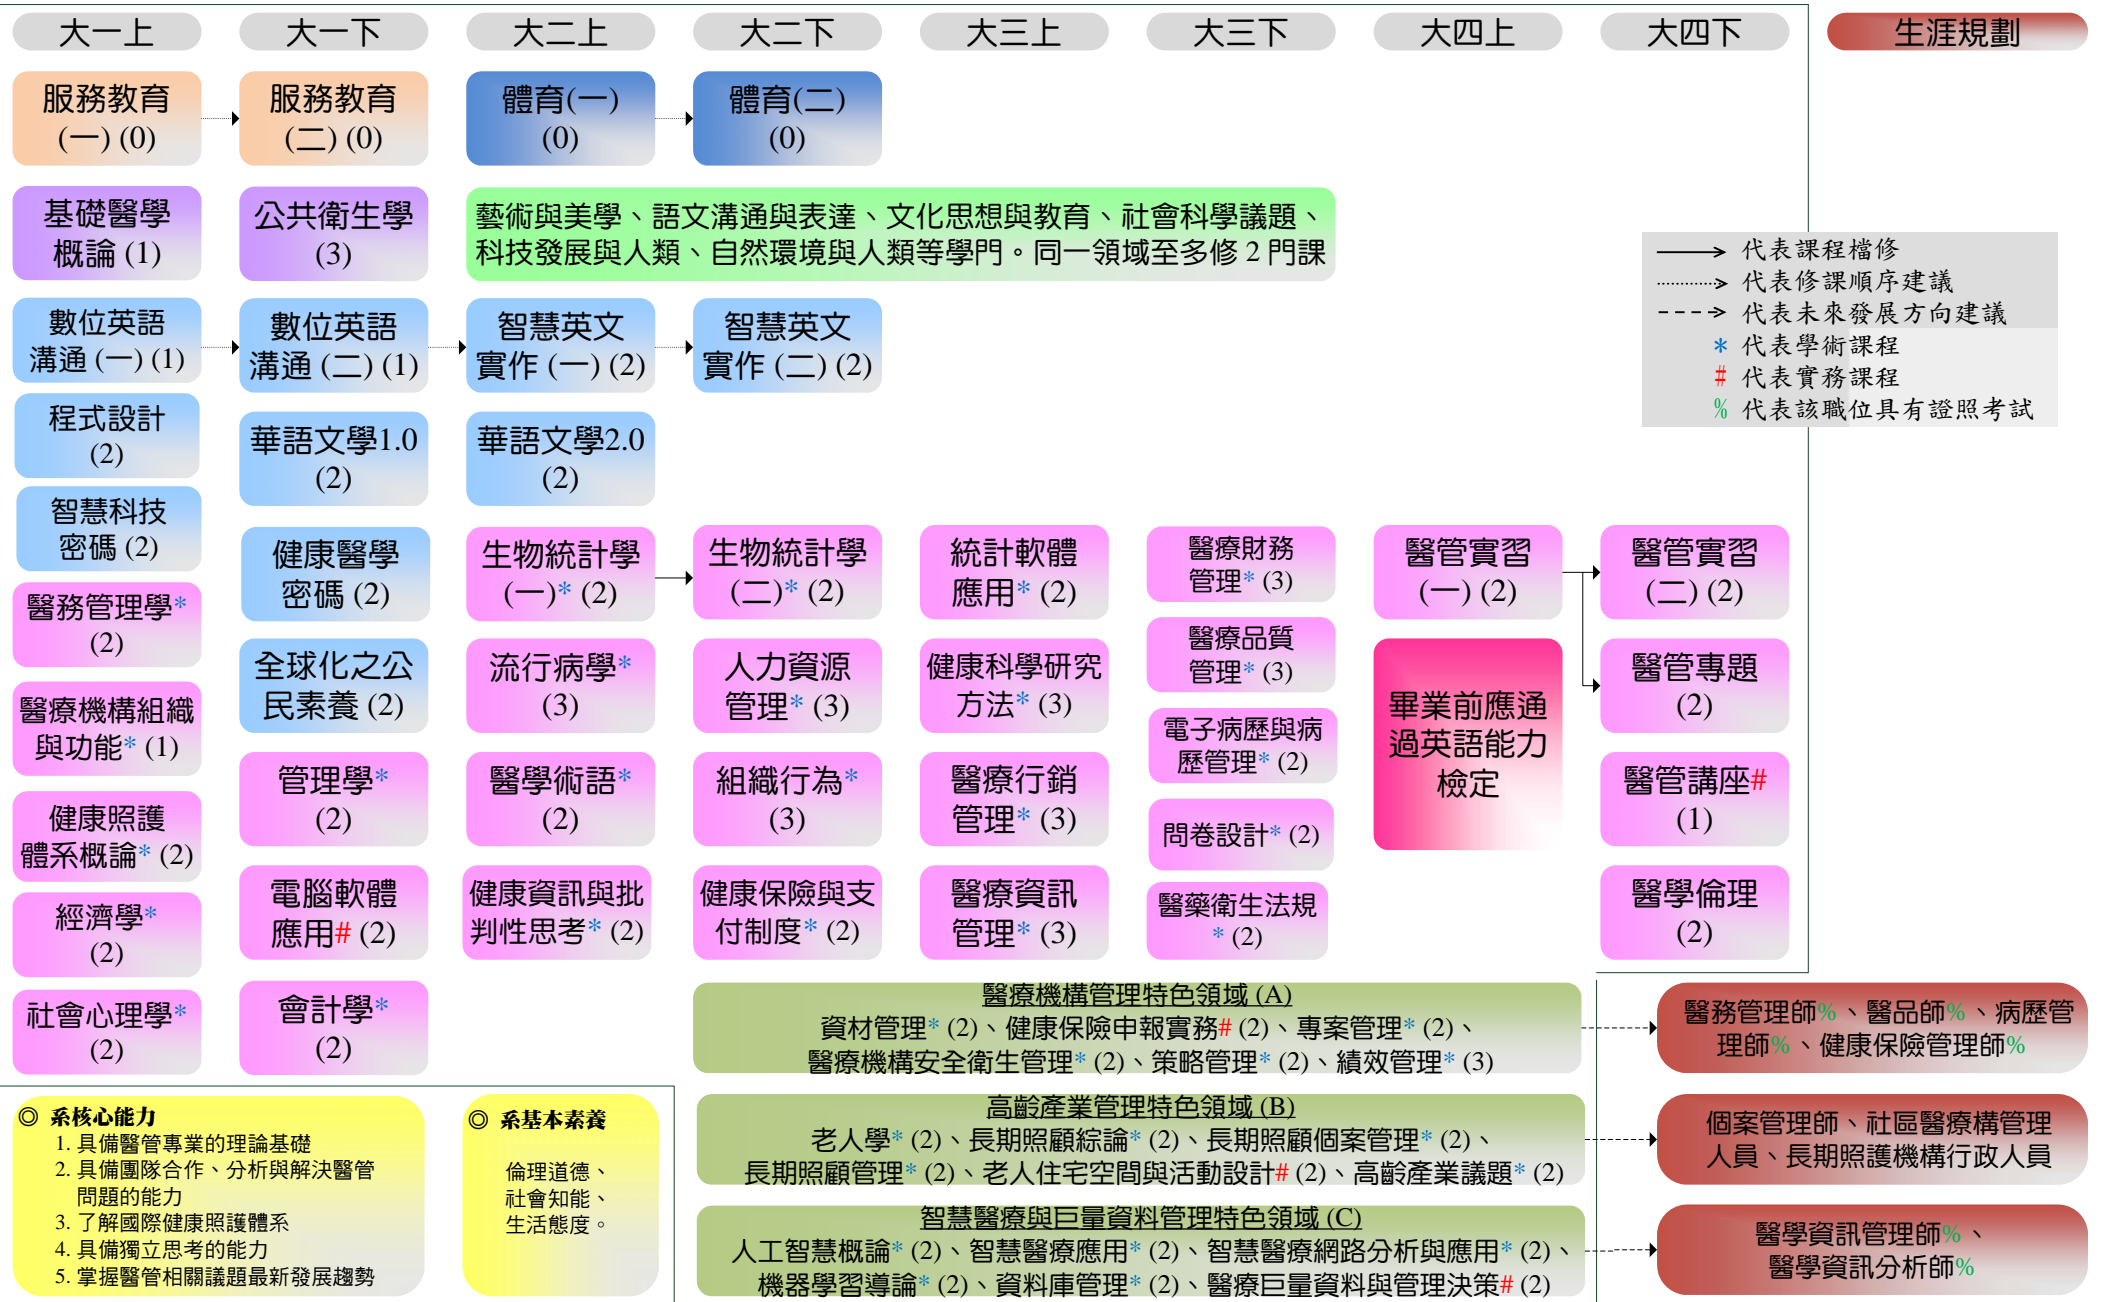 大一上
大一下
大二上
大二下
大三上
大三下
大四上
大四下
生涯規劃
服務教育
(一) (0)
服務教育
(二) (0)
體育(一)
(0)
體育(二)
(0)
基礎醫學
概論 (1)
公共衛生學
(3)
藝術與美學、語文溝通與表達、文化思想與教育、社會科學議題、
科技發展與人類、自然環境與人類等學門。同一領域至多修 2 門課
代表課程檔修
代表修課順序建議
代表未來發展方向建議
* 代表學術課程
# 代表實務課程
% 代表該職位具有證照考試
數位英語
溝通 (一) (1)
數位英語
溝通 (二) (1)
智慧英文
實作 (一) (2)
智慧英文
實作 (二) (2)
程式設計
(2)
華語文學1.0
(2)
華語文學2.0
(2)
智慧科技
密碼 (2)
健康醫學
密碼 (2)
生物統計學
(一)* (2)
生物統計學
(二)* (2)
統計軟體
應用* (2)
醫療財務
管理* (3)
醫管實習
(一) (2)
醫管實習
(二) (2)
醫務管理學*
(2)
全球化之公
民素養 (2)
流行病學*
(3)
人力資源
管理* (3)
健康科學研究
方法* (3)
醫療品質
管理* (3)
畢業前應通
過英語能力
檢定
醫管專題
(2)
醫療機構組織
與功能* (1)
管理學*
(2)
醫學術語*
(2)
組織行為*
(3)
醫療行銷
管理* (3)
電子病歷與病
歷管理* (2)
醫管講座#
(1)
健康照護
體系概論* (2)
電腦軟體
應用# (2)
健康資訊與批
判性思考* (2)
健康保險與支
付制度* (2)
醫療資訊
管理* (3)
問卷設計* (2)
醫藥衛生法規
* (2)
醫學倫理
(2)
經濟學*
(2)
社會心理學*
(2)
會計學*
(2)
醫療機構管理特色領域 (A)
資材管理* (2)、健康保險申報實務# (2)、專案管理* (2)、
醫療機構安全衛生管理* (2)、策略管理* (2)、績效管理* (3)
醫務管理師%、醫品師%、病歷管
理師%、健康保險管理師%
高齡產業管理特色領域 (B)
老人學* (2)、長期照顧綜論* (2)、長期照顧個案管理* (2)、
長期照顧管理* (2)、老人住宅空間與活動設計# (2)、高齡產業議題* (2)
個案管理師、社區醫療構管理
人員、長期照護機構行政人員
智慧醫療與巨量資料管理特色領域 (C)
人工智慧概論* (2)、智慧醫療應用* (2)、智慧醫療網路分析與應用* (2)、
機器學習導論* (2)、資料庫管理* (2)、醫療巨量資料與管理決策# (2)
醫學資訊管理師%、
醫學資訊分析師%
◎ 系核心能力
1. 具備醫管專業的理論基礎
2. 具備團隊合作、分析與解決醫管
問題的能力
3. 了解國際健康照護體系
4. 具備獨立思考的能力
5. 掌握醫管相關議題最新發展趨勢
◎ 系基本素養
倫理道德、
社會知能、
生活態度。